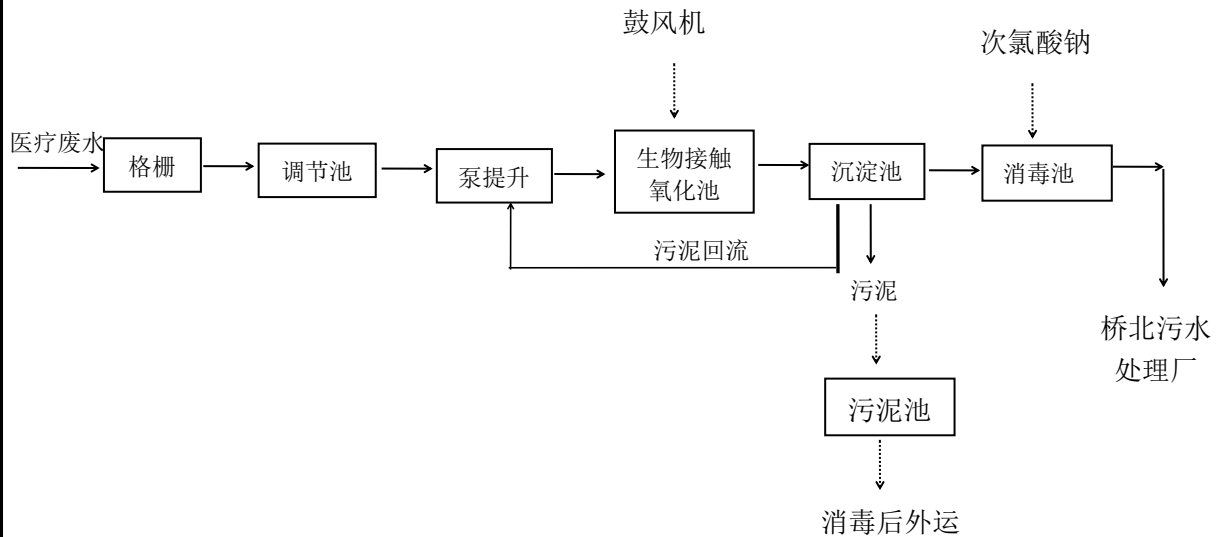 鼓风机
次氯酸钠
医疗废水
格栅
调节池
泵提升
生物接触
氧化池
沉淀池
消毒池
污泥回流
污泥
桥北污水
处理厂
污泥池
消毒后外运